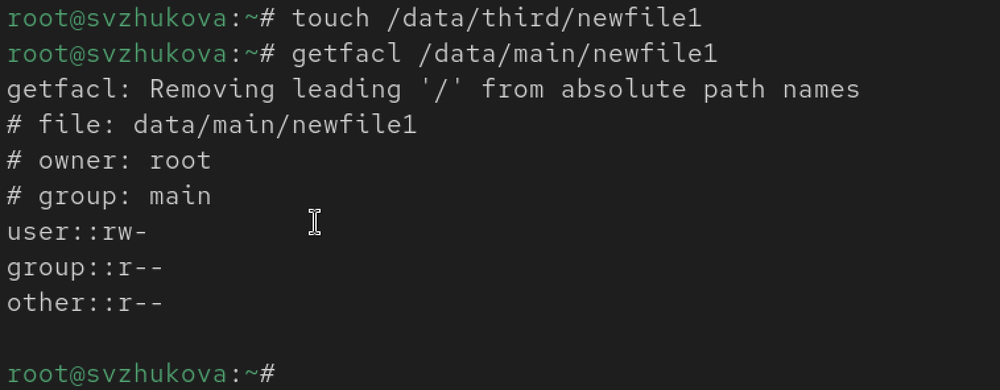 root@svzhukova:~# touch /data/third/newfile1
root@svzhukova:~# getfacl /data/main/newfile1
getfacl: Removing leading '/' from absolute path names
# file: data/main/newfile1
# owner: root
# group: main
user::rw-
group::r--
other::r--
root@svzhukova:~#